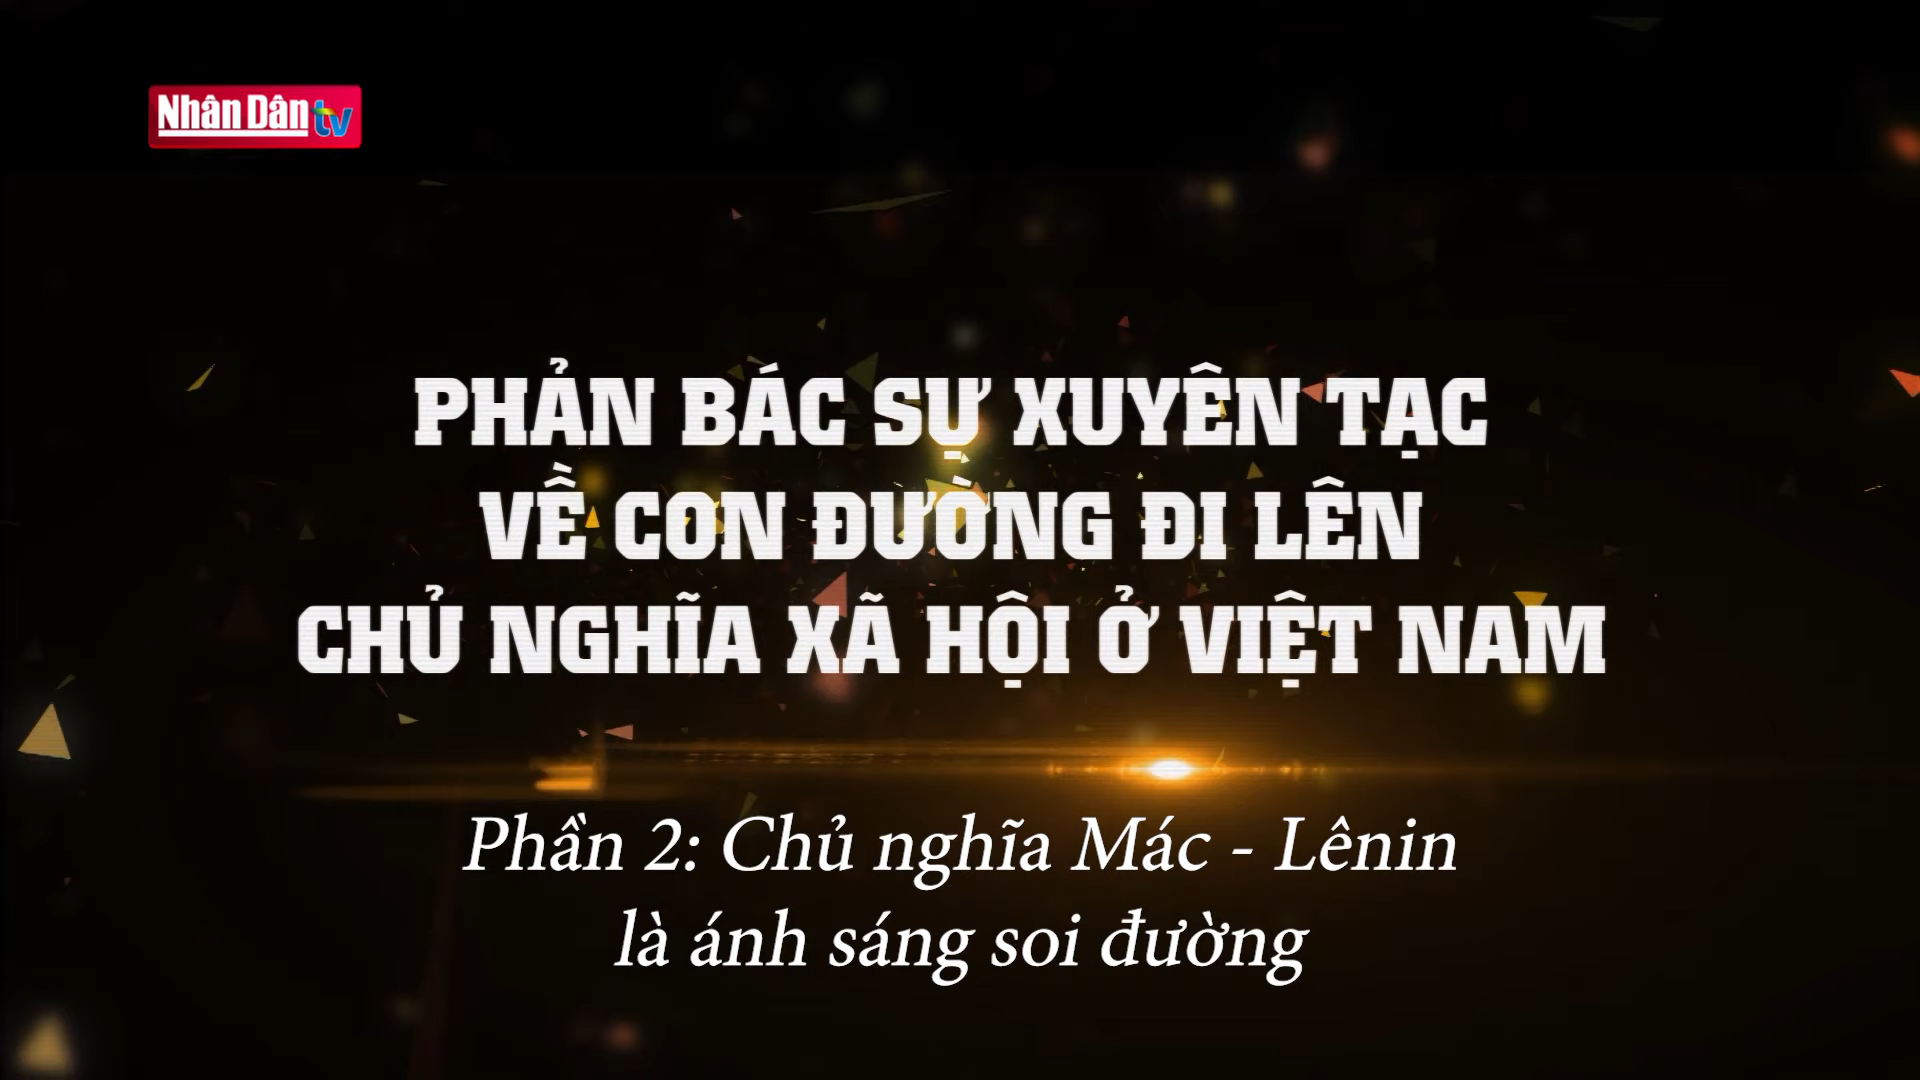 Nhân Dân tv
PHẢN BÁC SỰ XUYÊN TẠC
VỀ CON ĐƯỜNG ĐI LÊN
CHỦ NGHĨA XÃ HỘI Ở VIỆT NAM
Phần 2: Chủ nghĩa Mác - Lênin
là ánh sáng soi đường